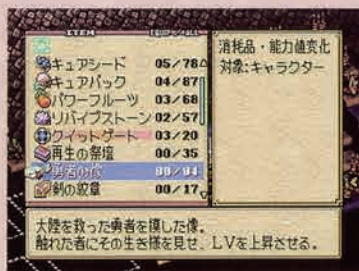 ITEM
キュアシード 05/78
キュアパック 04/87
パワーフルーツ 03/68
リバイブストーン 02/57
クイットゲート 03/20
再生の祭壇 00/35
勇者の像 00/04
剣の紋章 00/17
消耗品・能力値変化
対象:キャラクター
大陸を救った勇者を模した像。
触れた者にその生き様を見せ、LVを上昇させる。